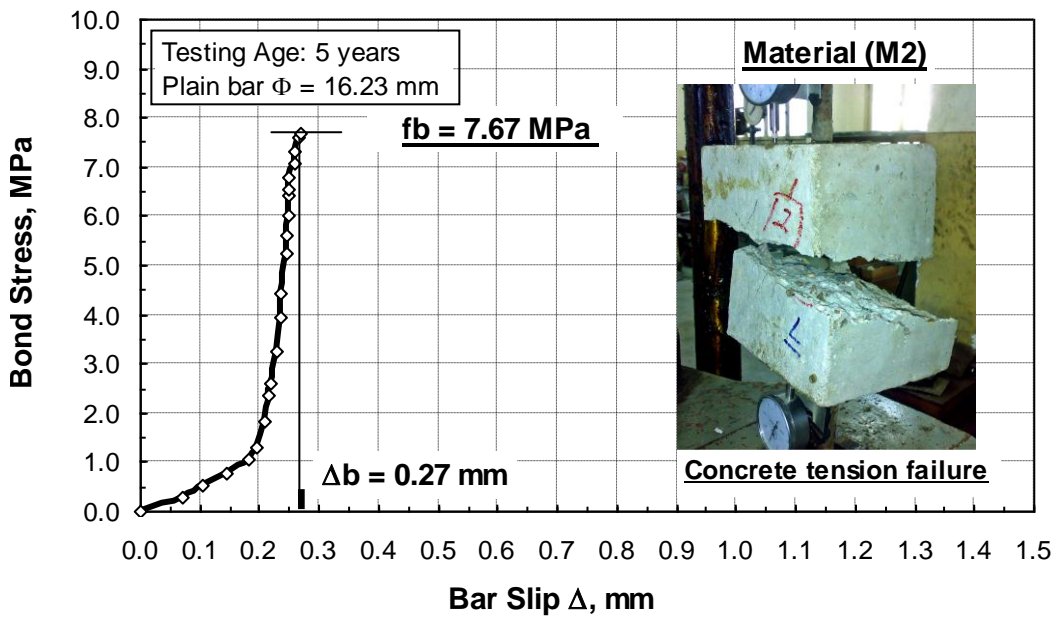 10.0
9.0
8.0
7.0
6.0
5.0
4.0
3.0
2.0
1.0
0.0
Bond Stress, MPa
Testing Age: 5 years
Plain bar Φ = 16.23 mm
fb = 7.67 MPa
Δb = 0.27 mm
Material (M2)
Concrete tension failure
0.0 0.1 0.2 0.3 0.4 0.5 0.6 0.7 0.8 0.9 1.0 1.1 1.2 1.3 1.4 1.5
Bar Slip Δ, mm